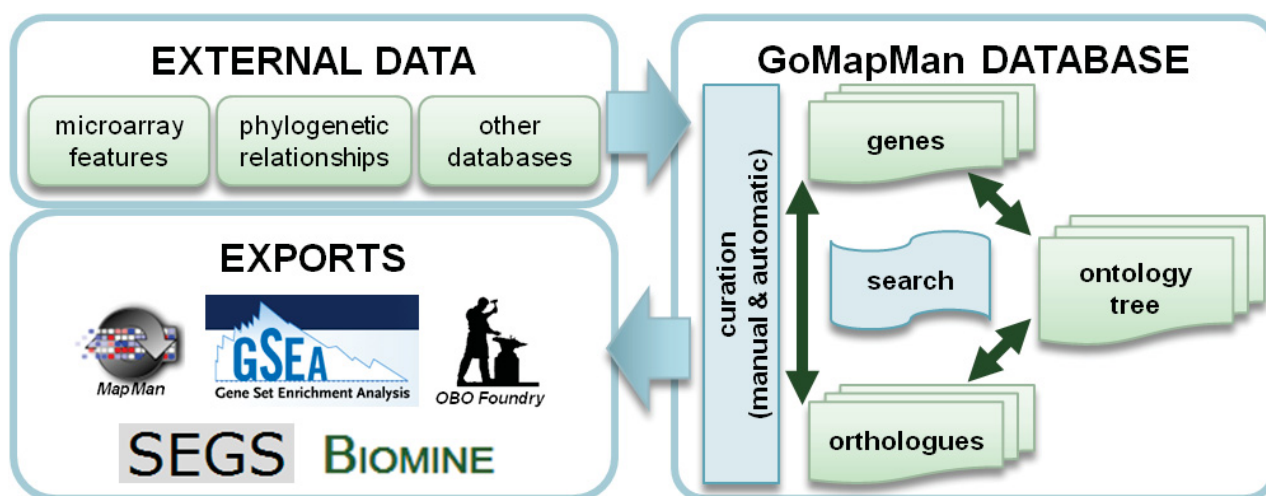 EXTERNAL DATA
microarray
features
phylogenetic
relationships
other
databases
EXPORTS
MapMan
GSEA
Gene Set Enrichment Analysis
OBO Foundry
SEGS
BIOMINE
GoMapMan DATABASE
curation
(manual & automatic)
genes
search
ontology
tree
orthologues